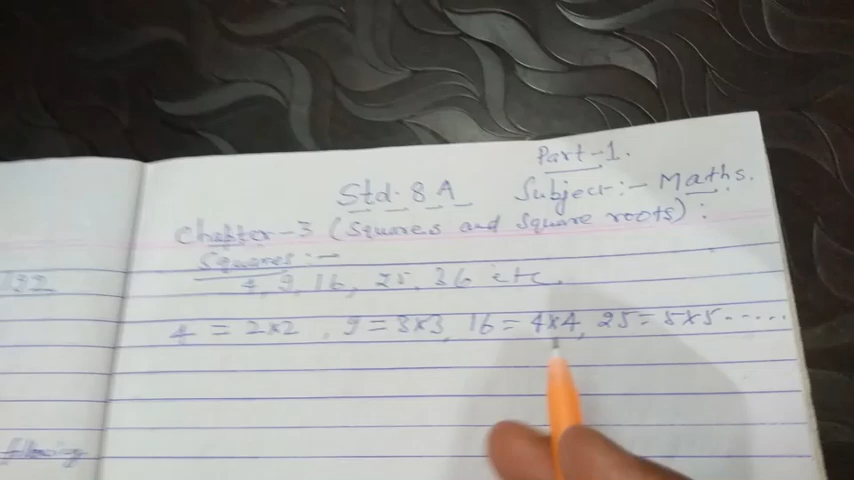 Part-1.
Std. 8 A Subject:- Maths.
Chapter-3 (Squares and Square roots):
Squares:-
4, 9, 16, 25, 36 etc.
4 = 2x2, 9 = 3x3, 16 = 4x4, 25 = 5x5......
following